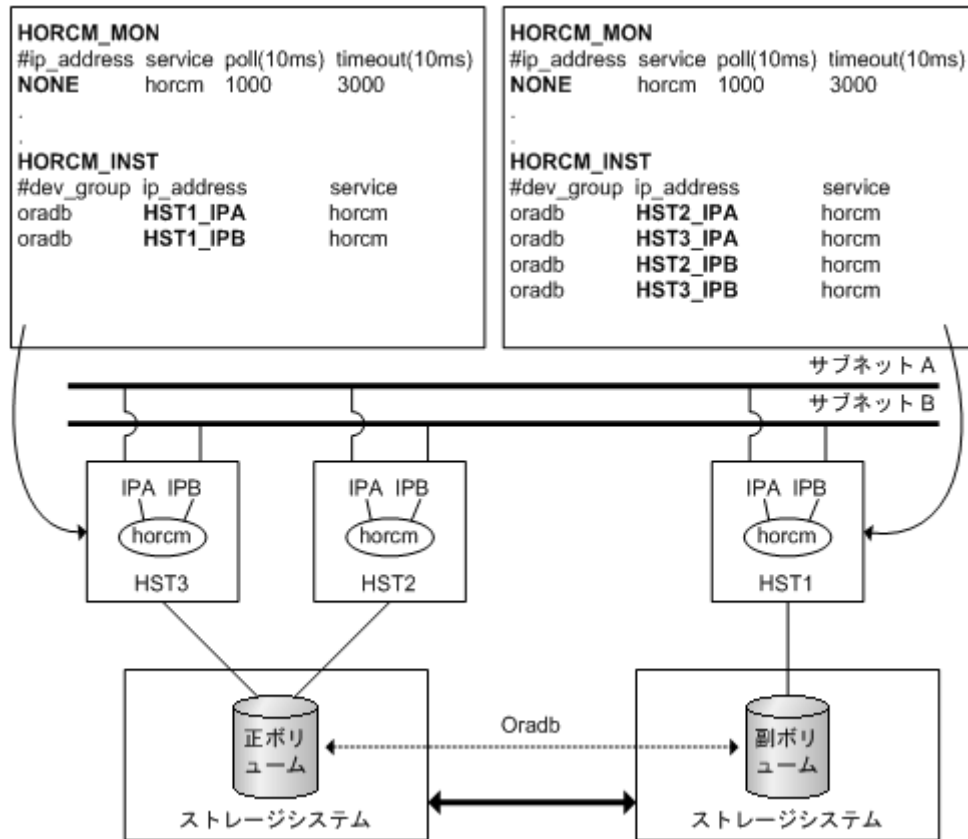 HORCM_MON
#ip_address service poll(10ms) timeout(10ms)
NONE horcm 1000 3000
.
.
HORCM_INST
#dev_group ip_address service
oradb HST1_IPA horcm
oradb HST1_IPB horcm
HORCM_MON
#ip_address service poll(10ms) timeout(10ms)
NONE horcm 1000 3000
.
.
HORCM_INST
#dev_group ip_address service
oradb HST2_IPA horcm
oradb HST3_IPA horcm
oradb HST2_IPB horcm
oradb HST3_IPB horcm
サブネット A
サブネット B
IPA IPB
horcm
HST3
IPA IPB
horcm
HST2
IPA IPB
horcm
HST1
正ボリ
ューム
ストレージシステム
Oradb
副ボリ
ューム
ストレージシステム